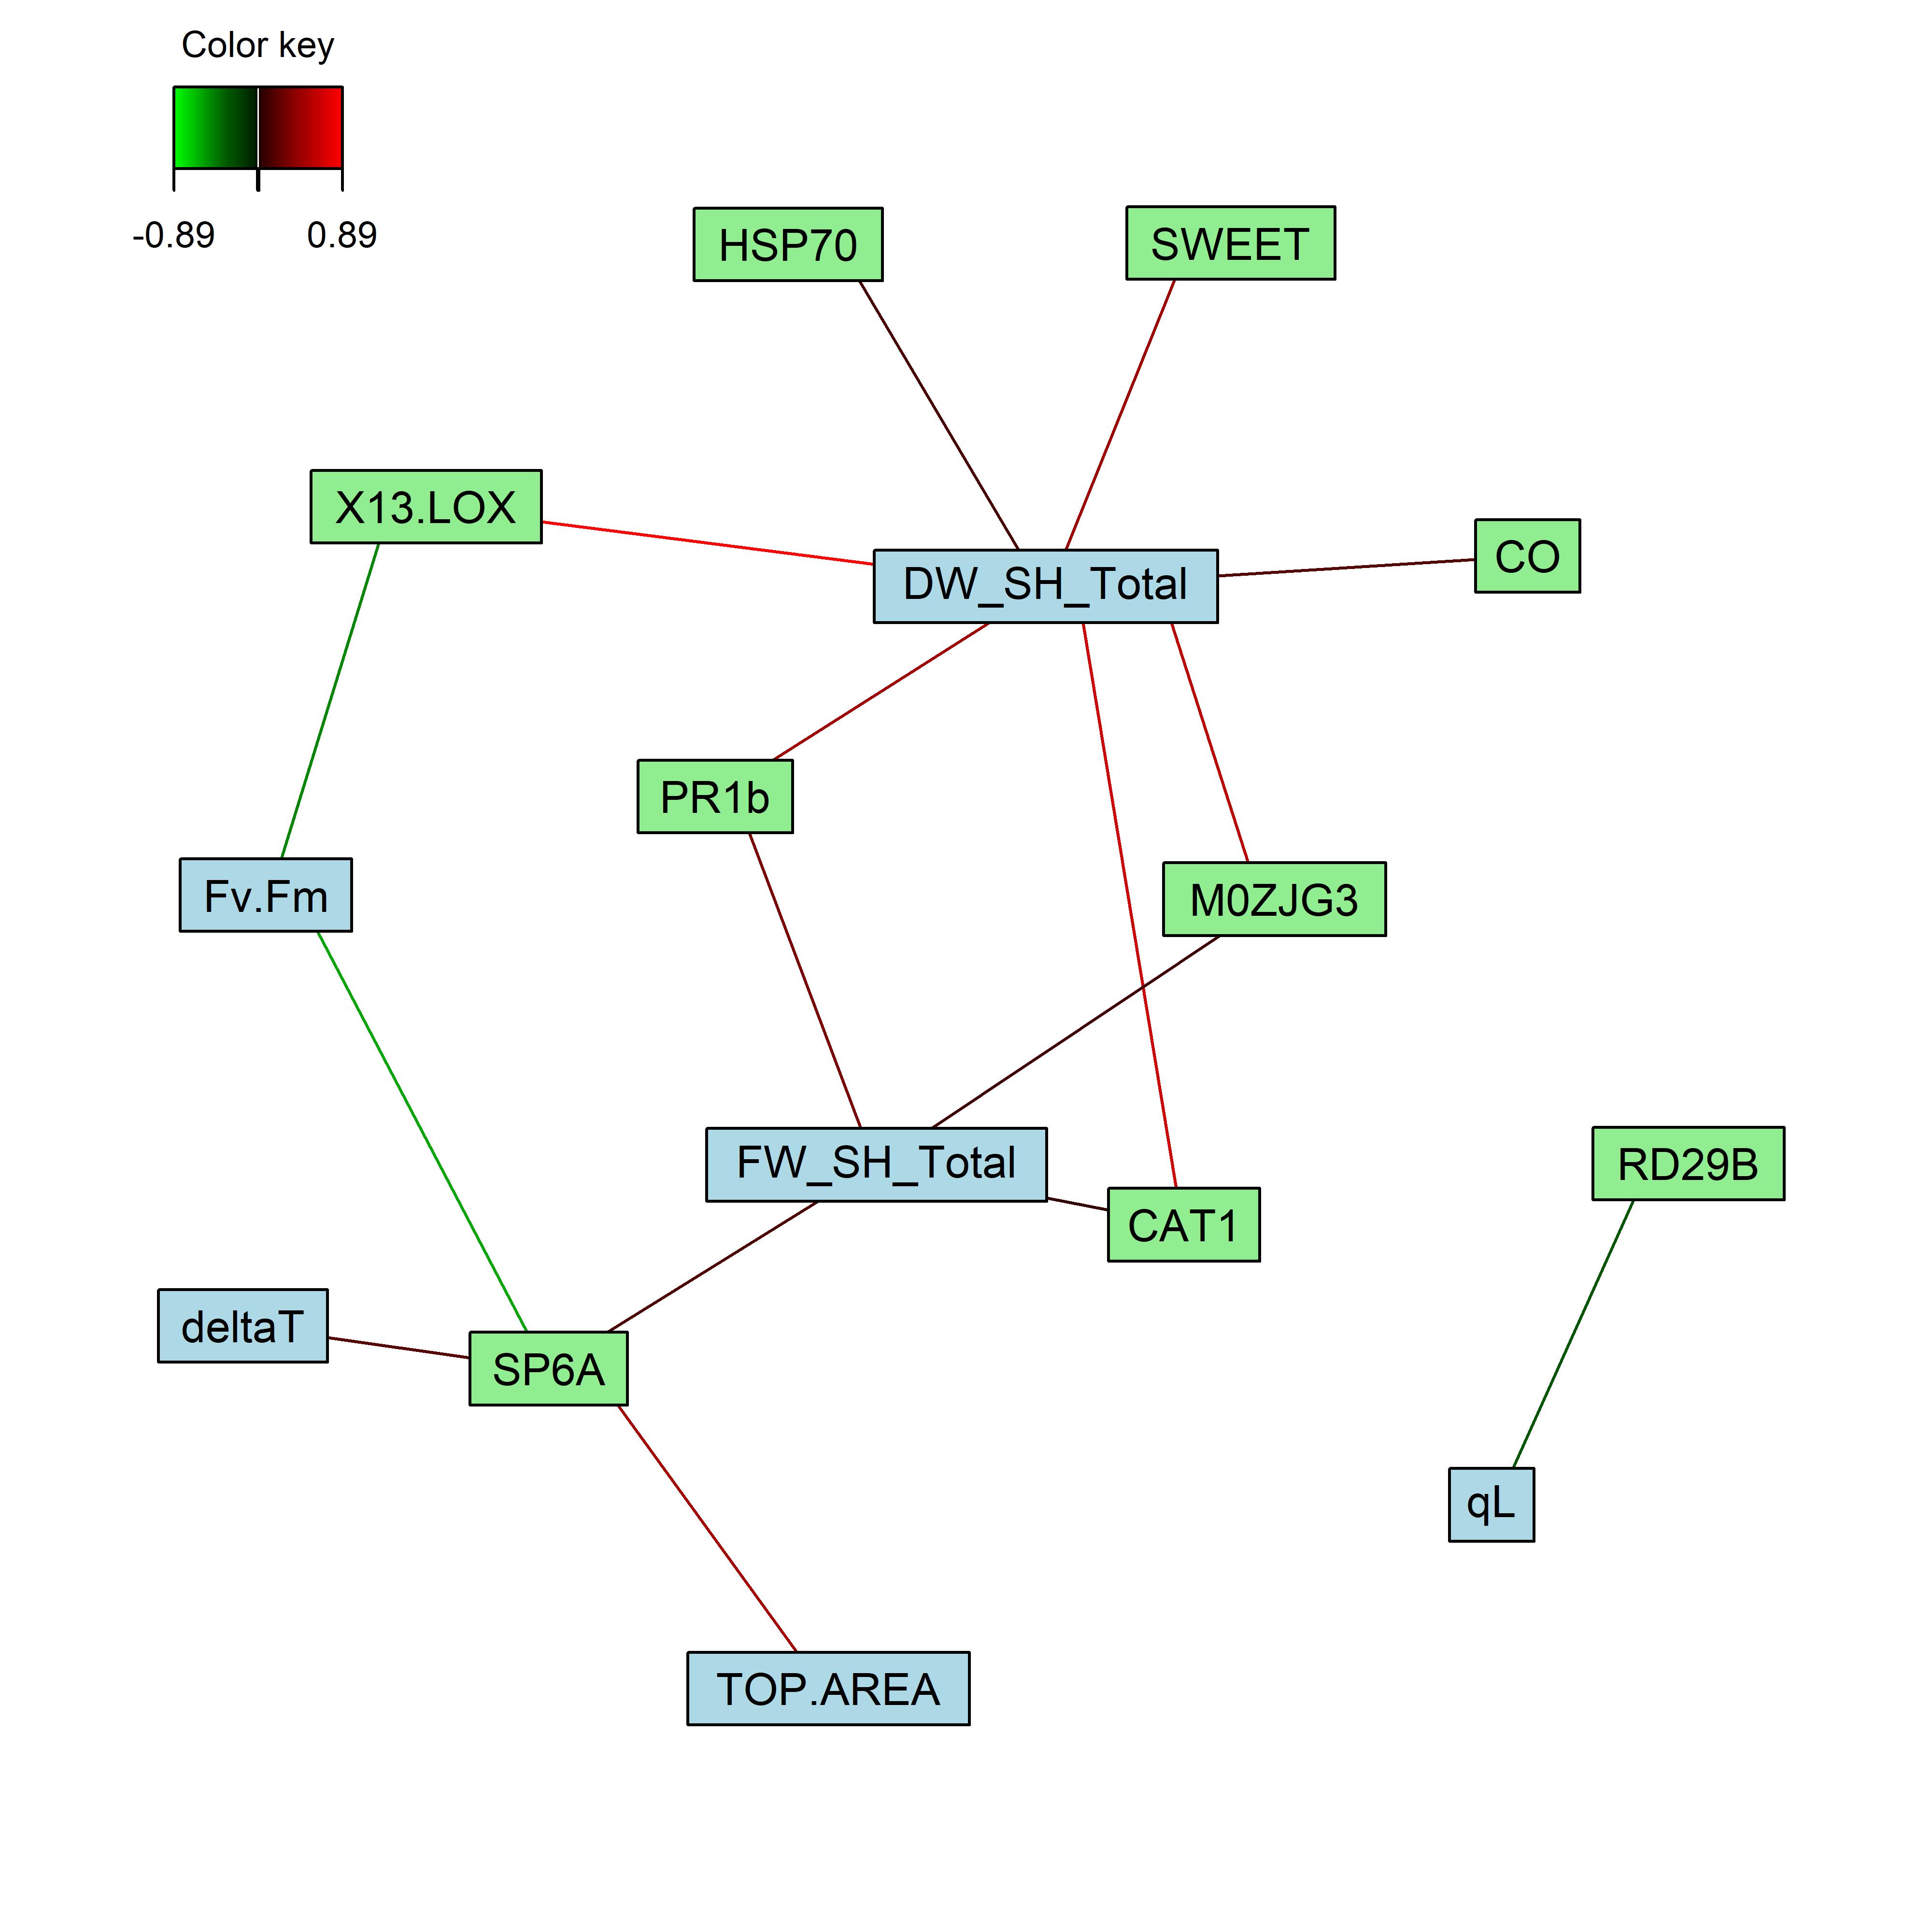 Color key
-0.89 0.89
HSP70 SWEET
X13.LOX
CO
DW_SH_Total
PR1b
Fv.Fm
M0ZJG3
FW_SH_Total
RD29B
CAT1
deltaT
SP6A
qL
TOP.AREA